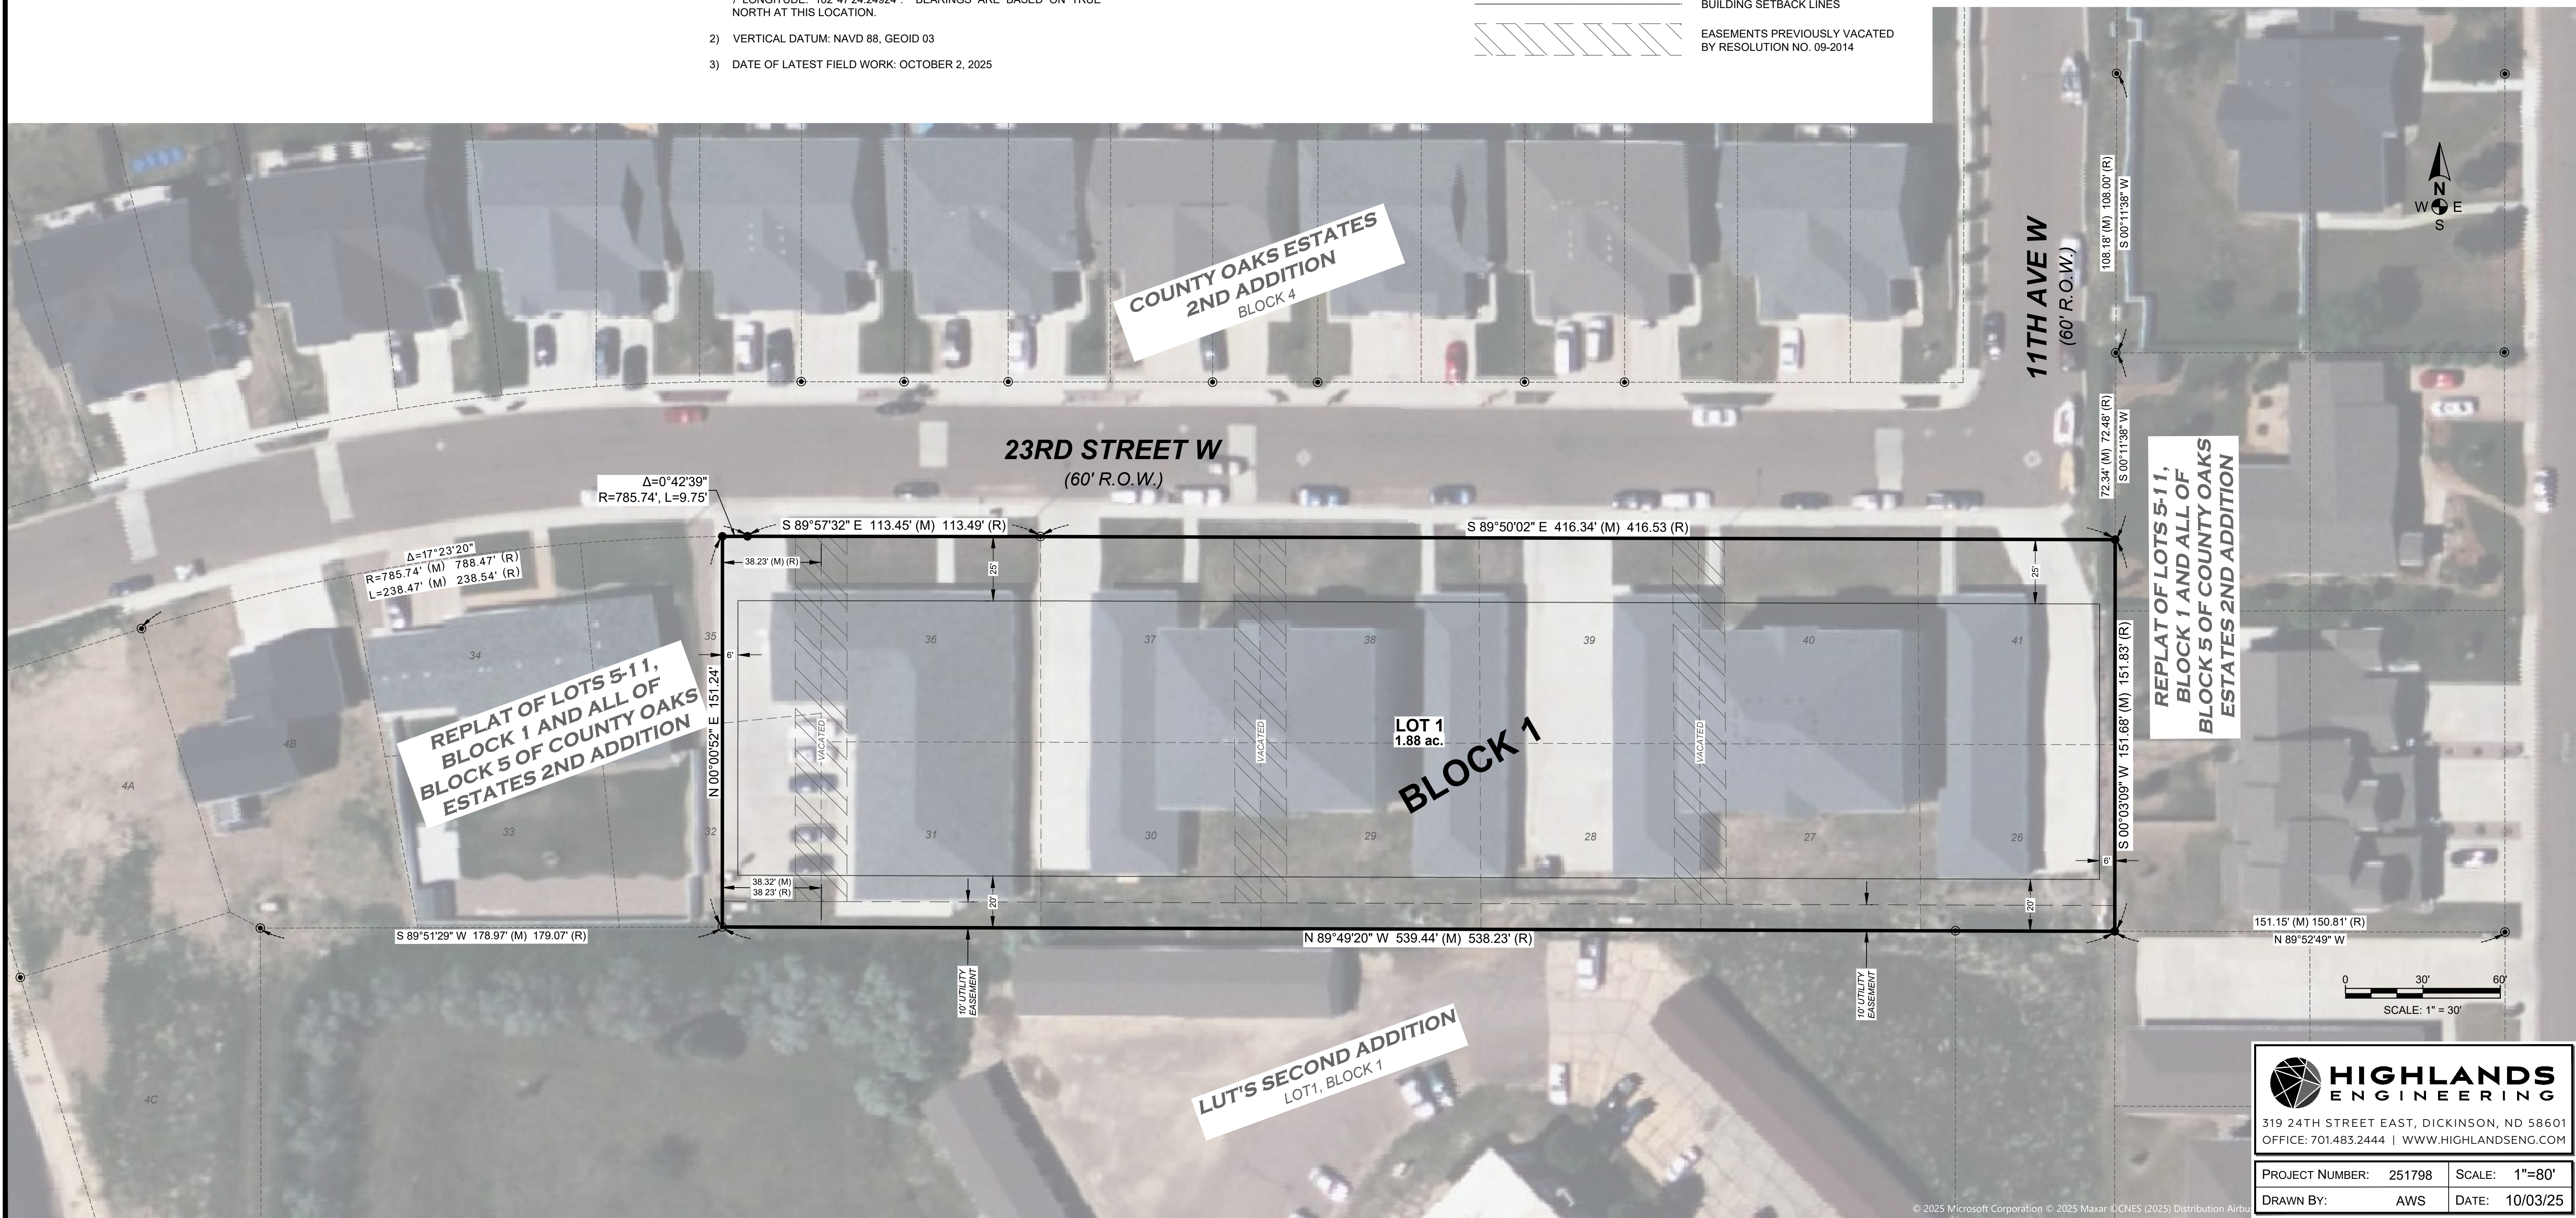 / LONGITUDE: 102°47'24.24924". BEARINGS ARE BASED ON TRUE
NORTH AT THIS LOCATION.
2) VERTICAL DATUM: NAVD 88, GEOID 03
3) DATE OF LATEST FIELD WORK: OCTOBER 2, 2025
BUILDING SETBACK LINES
EASEMENTS PREVIOUSLY VACATED
BY RESOLUTION NO. 09-2014
N
W E
S
COUNTY OAKS ESTATES
2ND ADDITION
BLOCK 4
11TH AVE W
(60' R.O.W.)
108.18' (M) 108.00' (R)
S 00°11'38" W
72.34' (M) 72.48' (R)
S 00°11'38" W
23RD STREET W
(60' R.O.W.)
Δ=0°42'39"
R=785.74', L=9.75'
S 89°57'32" E 113.45' (M) 113.49' (R)
S 89°50'02" E 416.34' (M) 416.53 (R)
Δ=17°23'20"
R=785.74' (M) 788.47' (R)
L=238.47' (M) 238.54' (R)
38.23' (M) (R)
25'
25'
35
36
37
38
39
40
41
34
6'
REPLAT OF LOTS 5-11,
BLOCK 1 AND ALL OF
BLOCK 5 OF COUNTY OAKS
ESTATES 2ND ADDITION
N 00°00'52" E 151.24'
VACATED
VACATED
VACATED
LOT 1
1.88 ac.
BLOCK 1
S 00°03'09" W 151.68' (M) 151.83' (R)
REPLAT OF LOTS 5-11,
BLOCK 1 AND ALL OF
BLOCK 5 OF COUNTY OAKS
ESTATES 2ND ADDITION
4B
4A
33
32
31
30
29
28
27
26
6'
38.32' (M)
38 23' (R)
20'
20'
S 89°51'29" W 178.97' (M) 179.07' (R)
N 89°49'20" W 539.44' (M) 538.23' (R)
151.15' (M) 150.81' (R)
N 89°52'49" W
10' UTILITY
EASEMENT
10' UTILITY
EASEMENT
0 30' 60'
SCALE: 1" = 30'
4C
LUT'S SECOND ADDITION
LOT1, BLOCK 1
HIGHLANDS
ENGINEERING
319 24TH STREET EAST, DICKINSON, ND 58601
OFFICE: 701.483.2444 | WWW.HIGHLANDSENG.COM
PROJECT NUMBER: 251798 SCALE: 1"=80'
DRAWN BY: AWS DATE: 10/03/25
© 2025 Microsoft Corporation © 2025 Maxar ©CNES (2025) Distribution Airbu